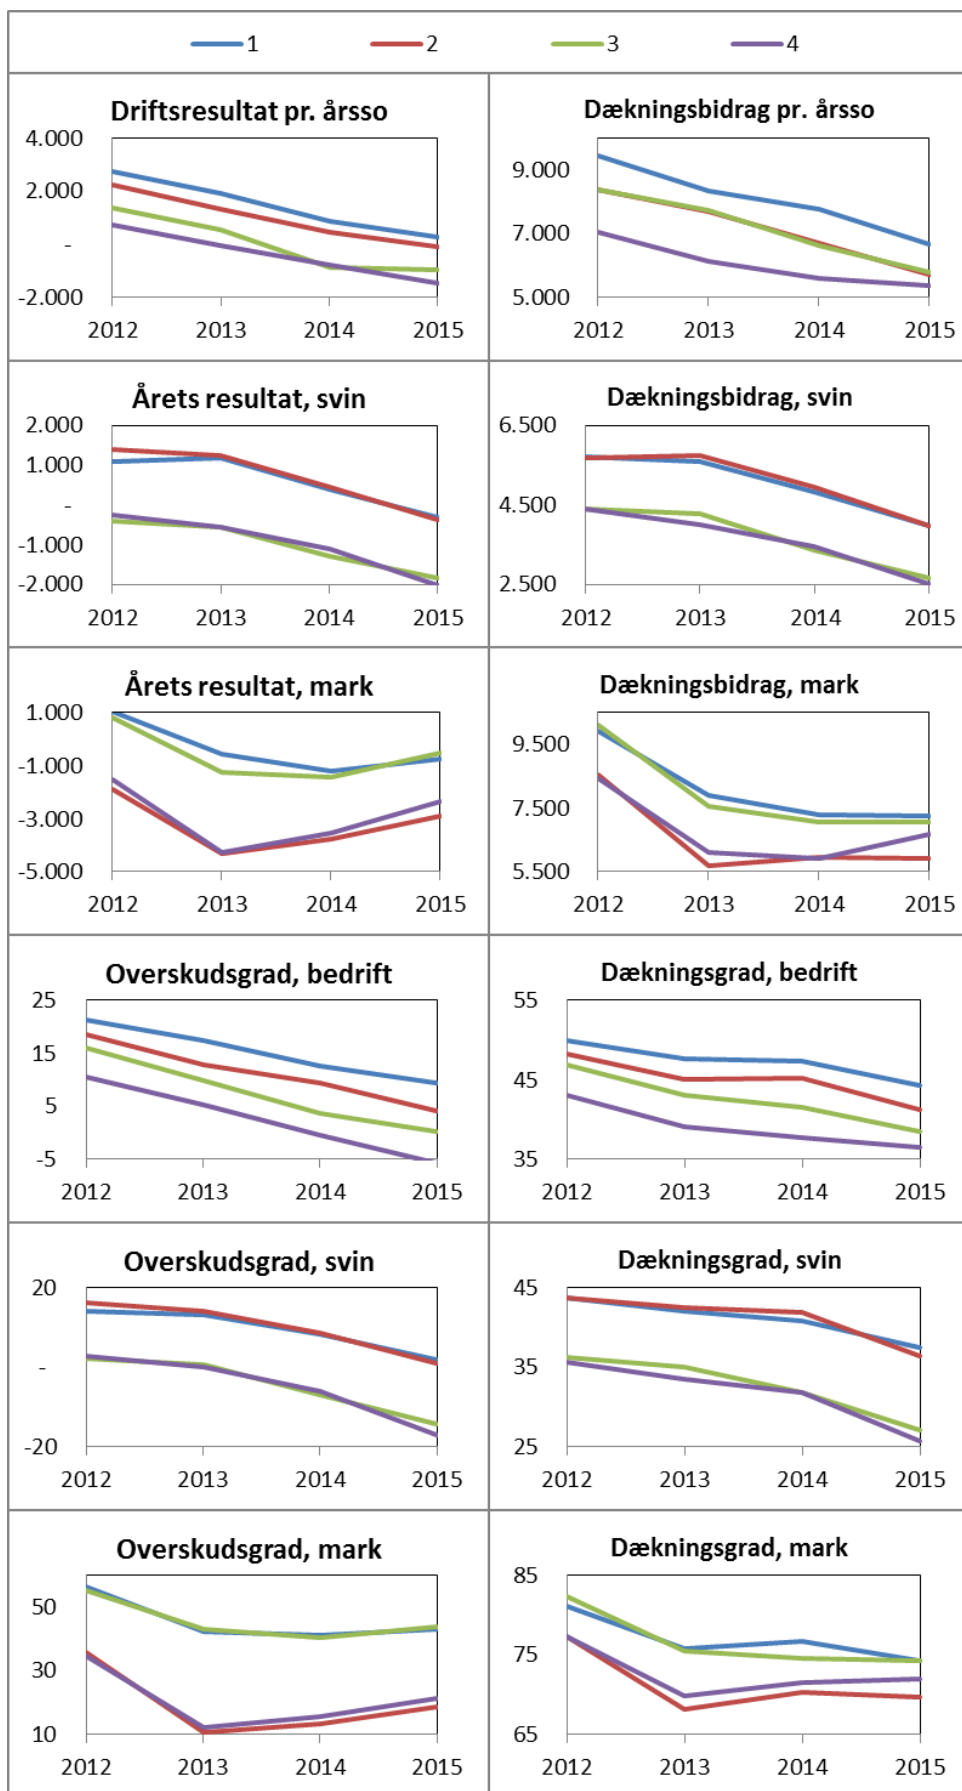 1 2 3 4
Driftsresultat pr. årsso
4.000
2.000
-
-2.000
2012 2013 2014 2015
Dækningsbidrag pr. årsso
9.000
7.000
5.000
2012 2013 2014 2015
Årets resultat, svin
2.000
1.000
-
-1.000
-2.000
2012 2013 2014 2015
Dækningsbidrag, svin
6.500
4.500
2.500
2012 2013 2014 2015
Årets resultat, mark
1.000
-1.000
-3.000
-5.000
2012 2013 2014 2015
Dækningsbidrag, mark
9.500
7.500
5.500
2012 2013 2014 2015
Overskudsgrad, bedrift
25
15
5
-5
2012 2013 2014 2015
Dækningsgrad, bedrift
55
45
35
2012 2013 2014 2015
Overskudsgrad, svin
20
-
-20
2012 2013 2014 2015
Dækningsgrad, svin
45
35
25
2012 2013 2014 2015
Overskudsgrad, mark
50
30
10
2012 2013 2014 2015
Dækningsgrad, mark
85
75
65
2012 2013 2014 2015